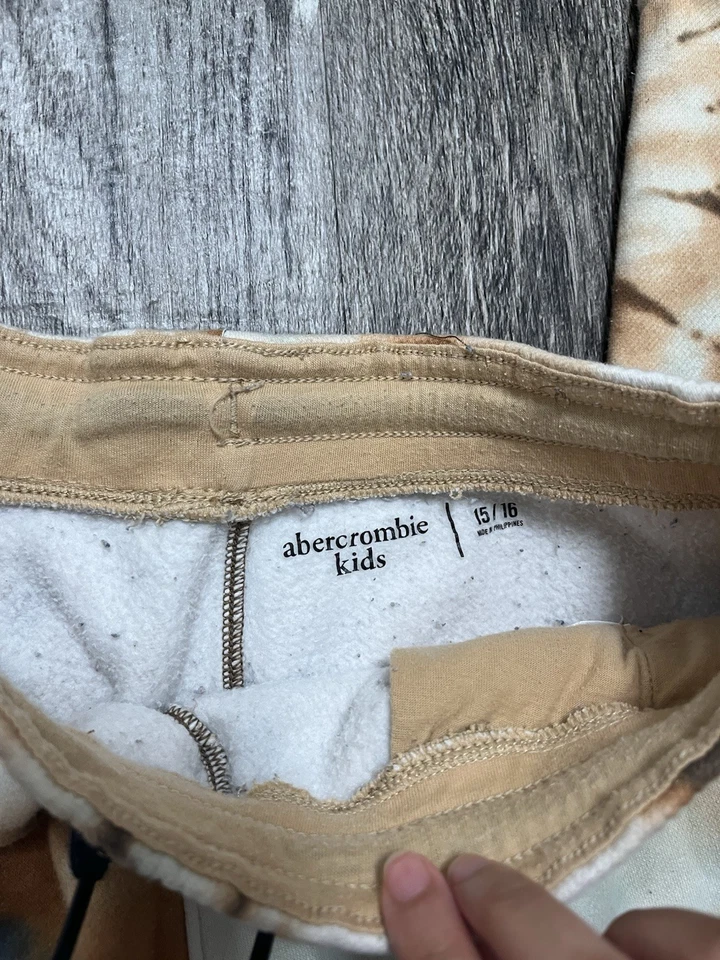 abercrombie
kids
15/16
MADE IN PHILIPPINES